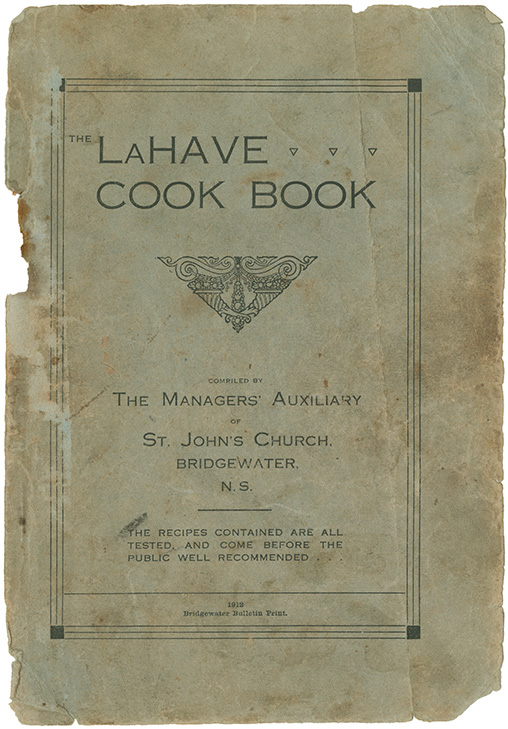 THE LAHAVE
COOK BOOK
COMPILED BY
THE MANAGERS' AUXILIARY
OF
ST. JOHN'S CHURCH,
BRIDGEWATER,
N.S.
THE RECIPES CONTAINED ARE ALL
TESTED, AND COME BEFORE THE
PUBLIC WELL RECOMMENDED . . .
1912
Bridgewater Bulletin Print.